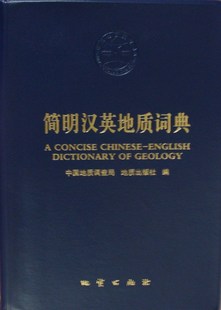 简明汉英地质词典
A CONCISE CHINESE-ENGLISH
DICTIONARY OF GEOLOGY
中国地质调查局 地质出版社 编
地质出版社